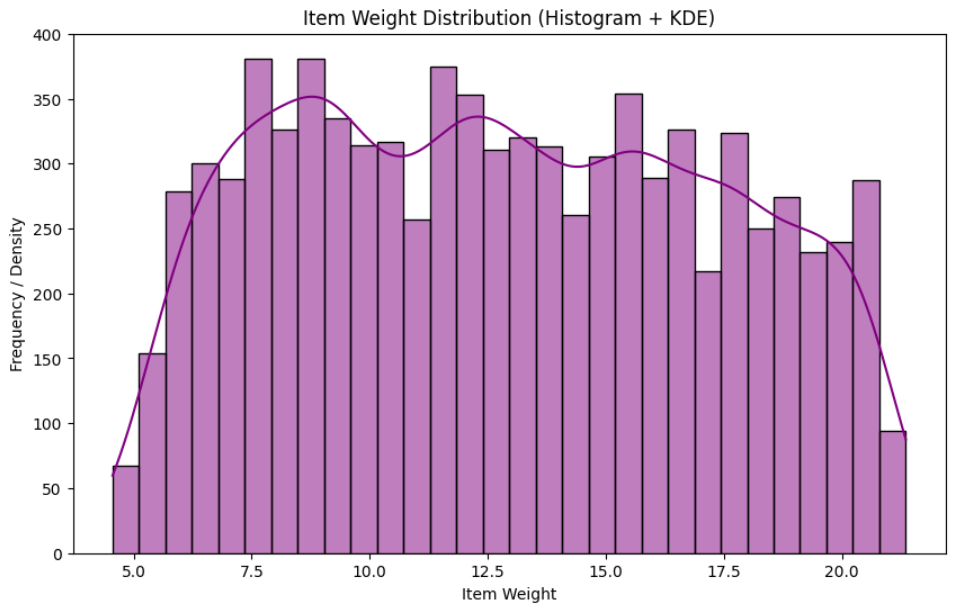 Item Weight Distribution (Histogram + KDE)
400
350
300
250
200
150
100
50
0
Frequency / Density
5.0 7.5 10.0 12.5 15.0 17.5 20.0
Item Weight